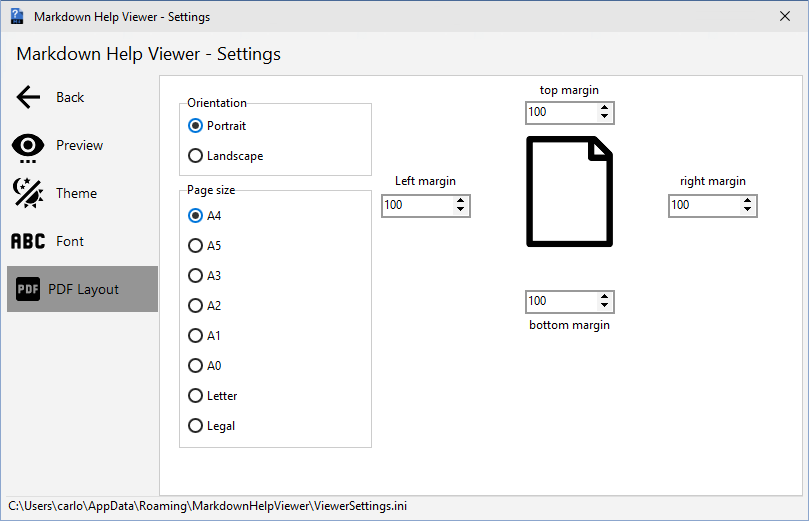 Markdown Help Viewer - Settings
Markdown Help Viewer - Settings
Back
Preview
Theme
ABC Font
PDF PDF Layout
Orientation
Portrait
Landscape
Page size
A4
A5
A3
A2
A1
A0
Letter
Legal
top margin
100
Left margin
100
right margin
100
100
bottom margin
C:\Users\carlo\AppData\Roaming\MarkdownHelpViewer\ViewerSettings.ini